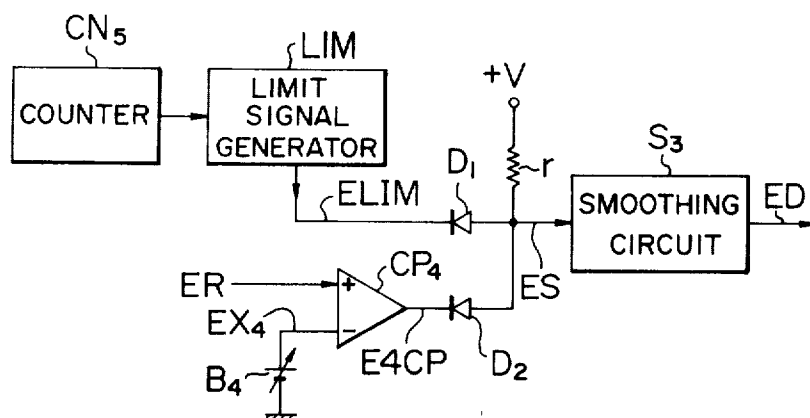 CN₅
LIM
COUNTER
LIMIT
SIGNAL
GENERATOR
+V
r
D₁
S₃
SMOOTHING
CIRCUIT
ED
ELIM
ES
ER
CP₄
+
EX₄
−
E4CP
D₂
B₄